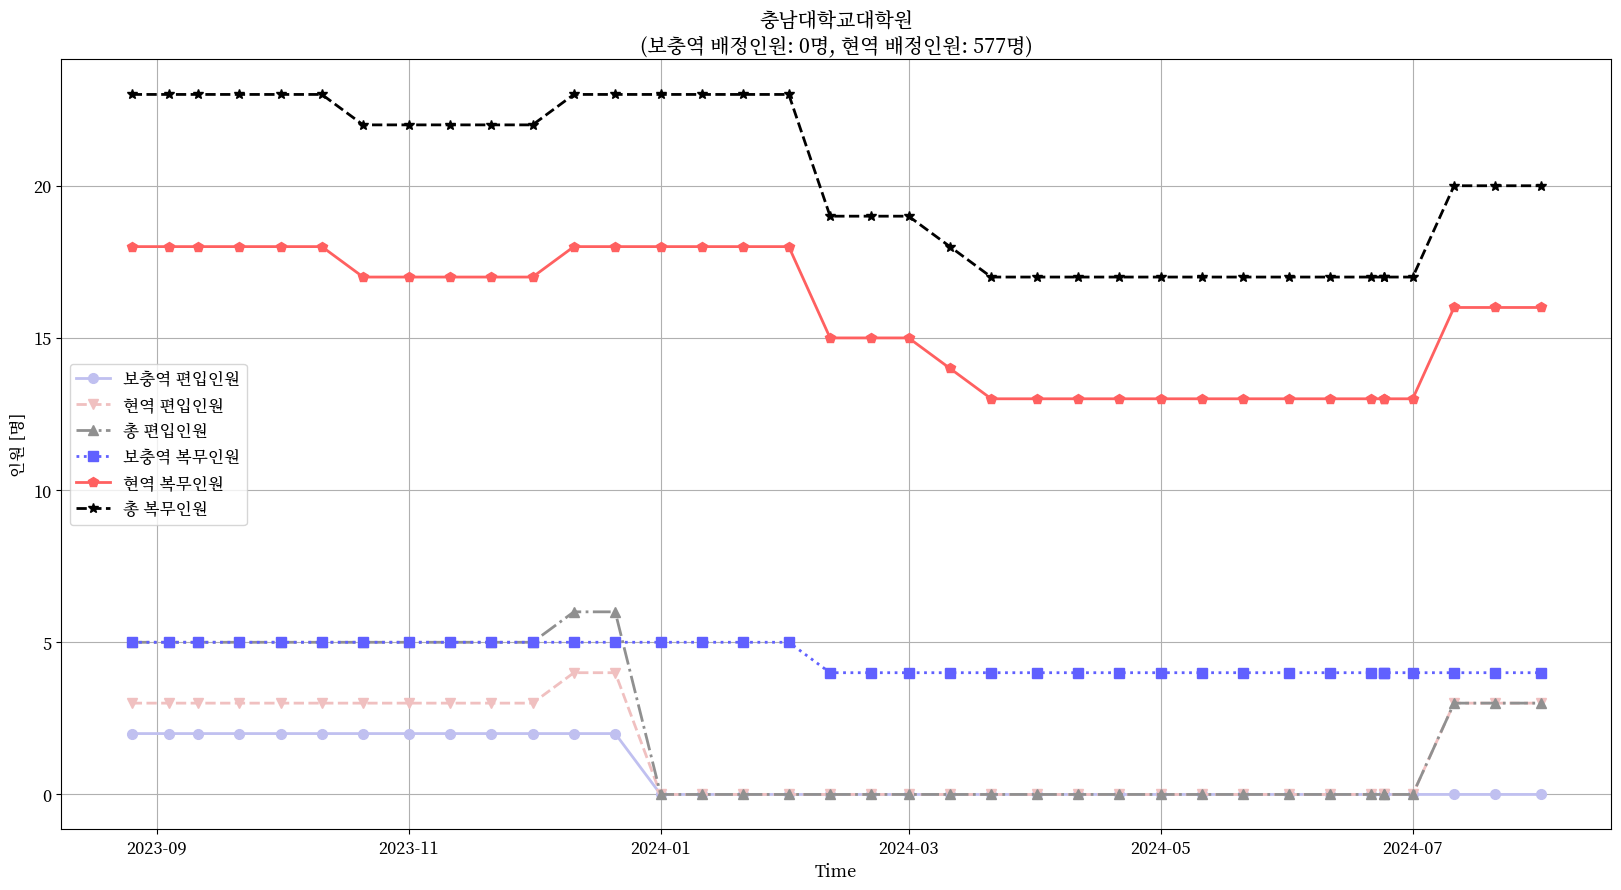 충남대학교대학원
(보충역 배정인원: 0명, 현역 배정인원: 577명)
인원 [명]
20
15
10
5
0
보충역 편입인원
현역 편입인원
총 편입인원
보충역 복무인원
현역 복무인원
총 복무인원
2023-09
2023-11
2024-01
2024-03
2024-05
2024-07
Time